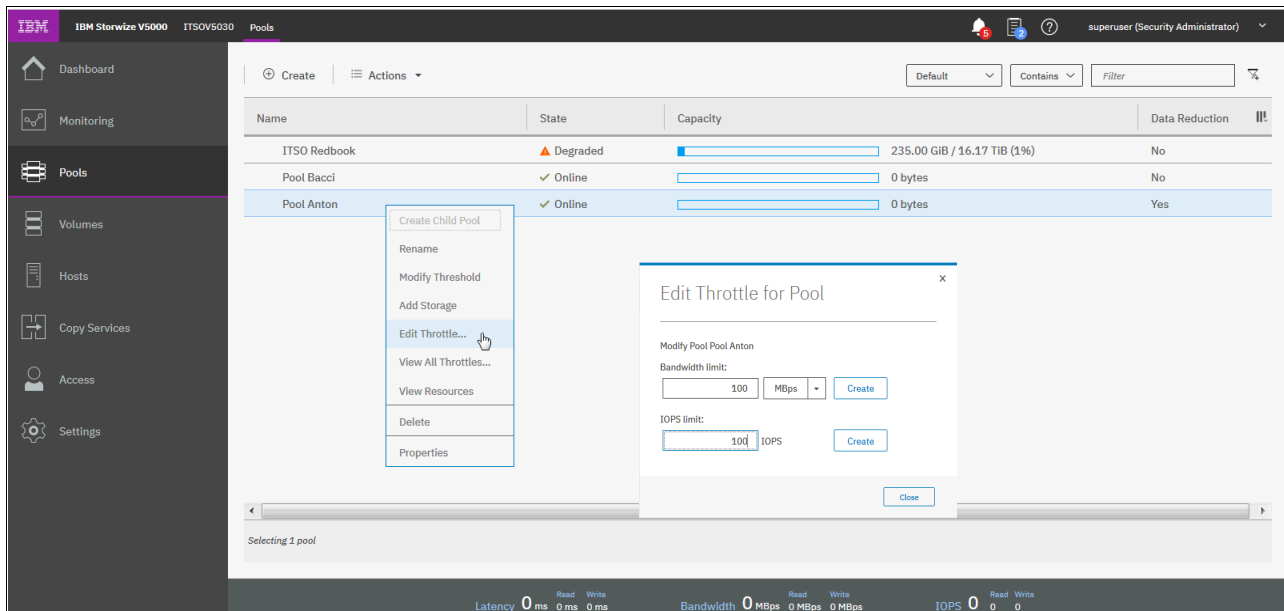 IBM IBM Storwize V5000 ITSOV5030 Pools 5 2 ? superuser (Security Administrator)
Dashboard
Monitoring
Pools
Volumes
Hosts
Copy Services
Access
Settings
Create Actions Default Contains Filter
Name State Capacity Data Reduction
ITSO Redbook Degraded 235.00 GiB / 16.17 TiB (1%) No
Pool Bacci Online 0 bytes No
Pool Anton Online 0 bytes Yes
Create Child Pool
Rename
Modify Threshold
Add Storage
Edit Throttle...
View All Throttles...
View Resources
Delete
Properties
Edit Throttle for Pool x
Modify Pool Pool Anton
Bandwidth limit:
100 MBps Create
IOPS limit:
100 IOPS Create
Close
Selecting 1 pool
Read Write Read Write Read Write
Latency 0 ms 0 ms 0 ms Bandwidth 0 MBps 0 MBps 0 MBps IOPS 0 0 0